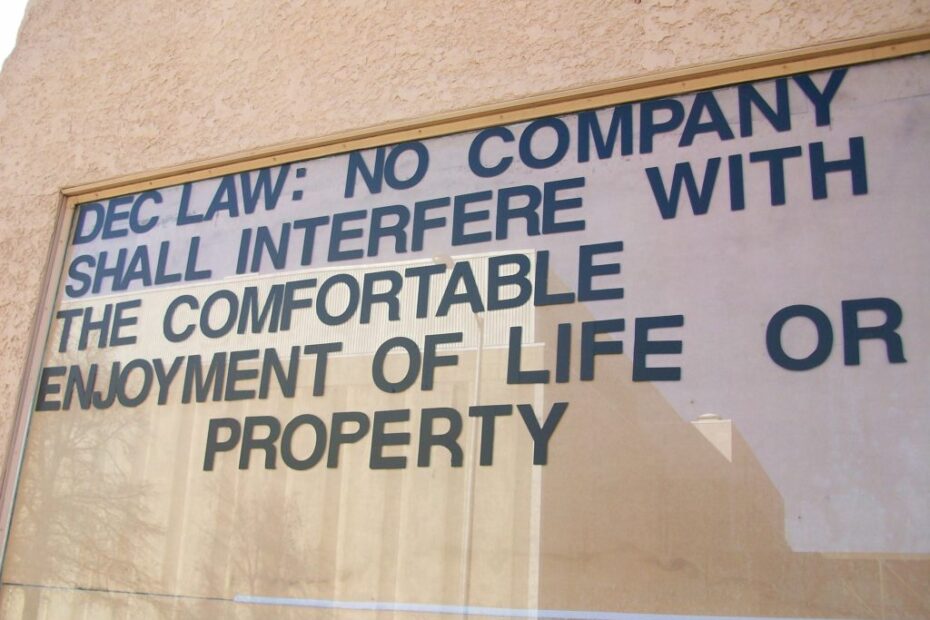 DEC LAW: NO COMPANY
SHALL INTERFERE WITH
THE COMFORTABLE
ENJOYMENT OF LIFE OR
PROPERTY